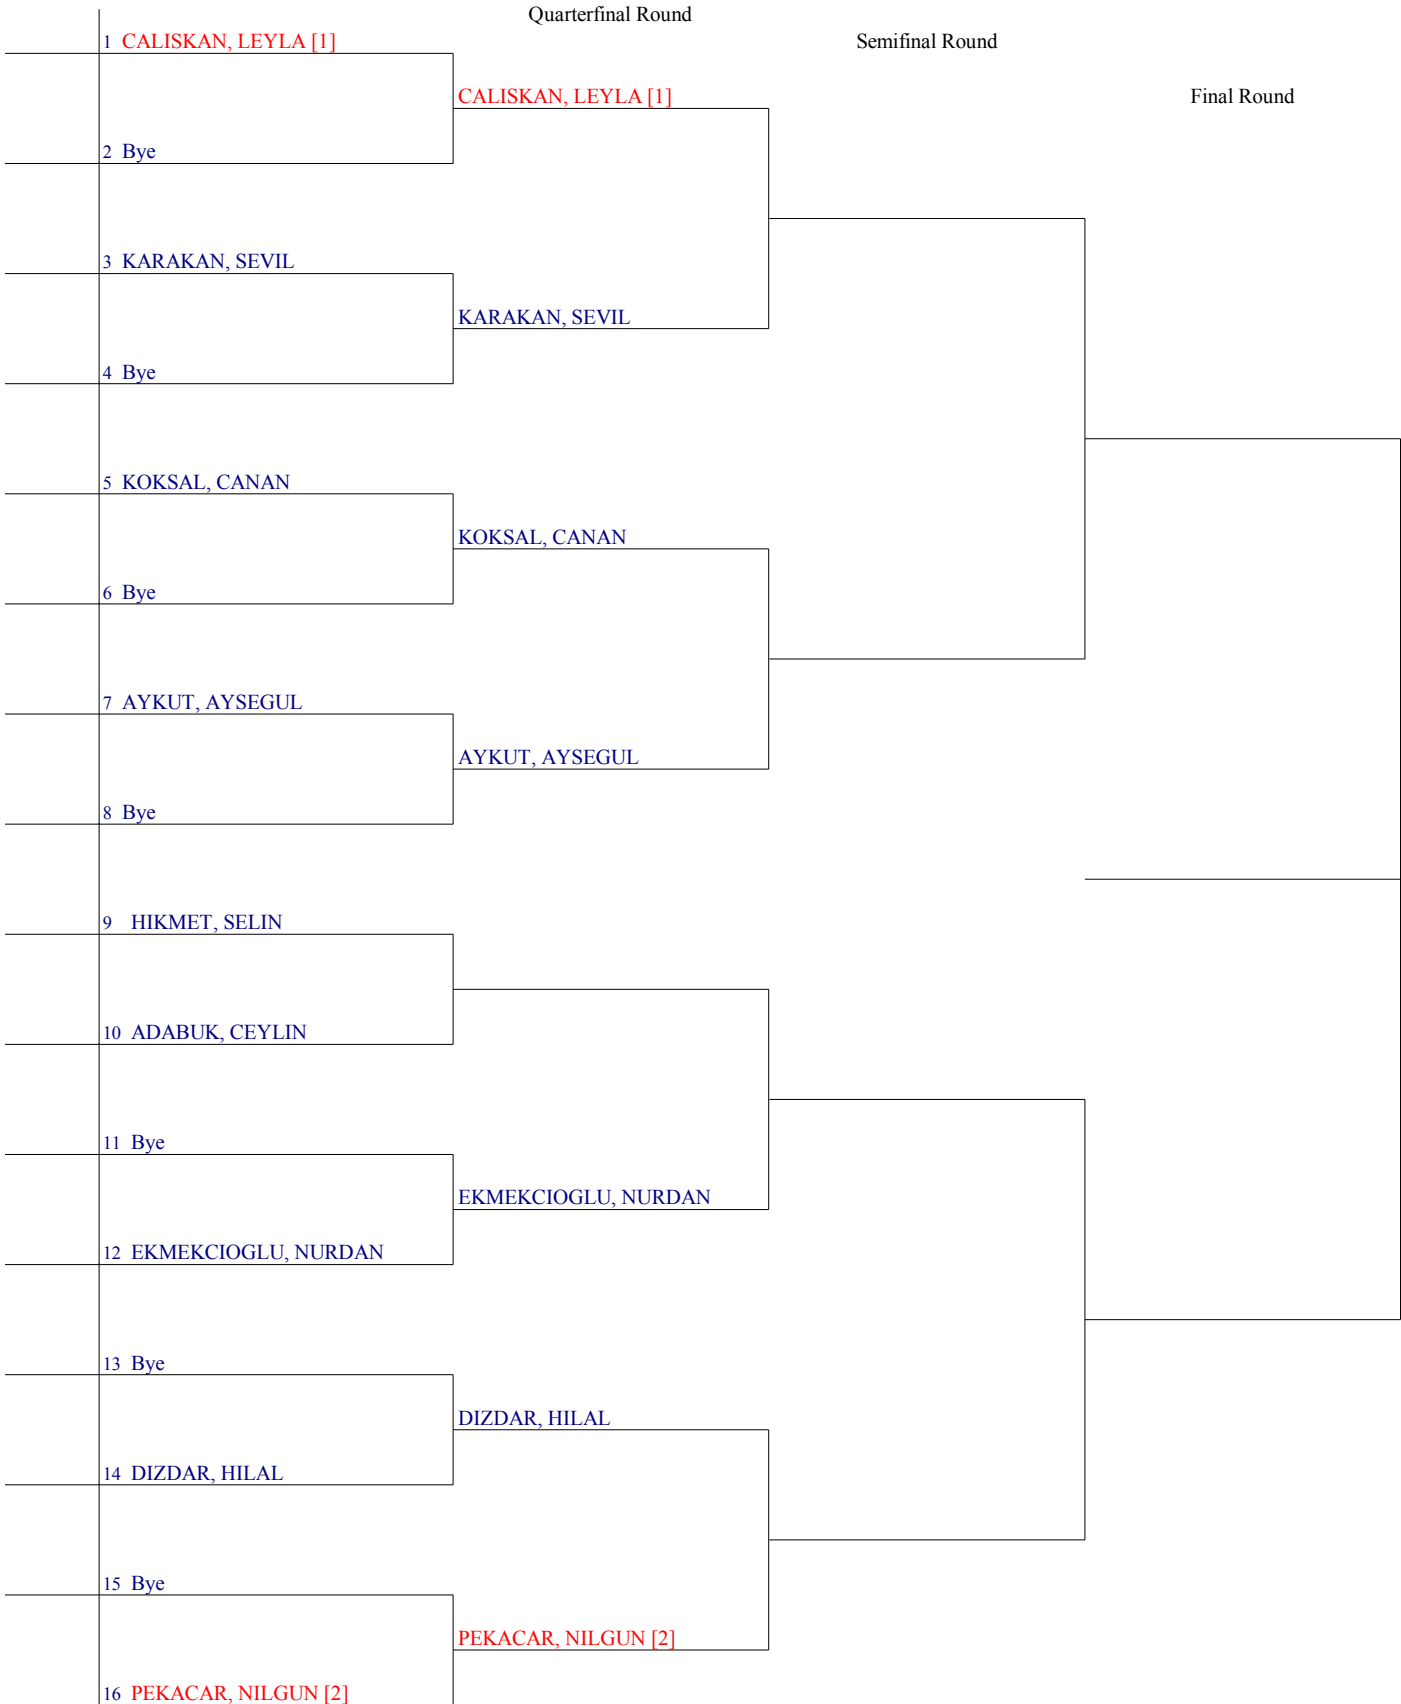 Quarterfinal Round
1 CALISKAN, LEYLA [1]
Semifinal Round
CALISKAN, LEYLA [1]
Final Round
2 Bye
3 KARAKAN, SEVIL
KARAKAN, SEVIL
4 Bye
5 KOKSAL, CANAN
KOKSAL, CANAN
6 Bye
7 AYKUT, AYSEGUL
AYKUT, AYSEGUL
8 Bye
9 HIKMET, SELIN
10 ADABUK, CEYLIN
11 Bye
EKMEKCIOGLU, NURDAN
12 EKMEKCIOGLU, NURDAN
13 Bye
DIZDAR, HILAL
14 DIZDAR, HILAL
15 Bye
PEKACAR, NILGUN [2]
16 PEKACAR, NILGUN [2]